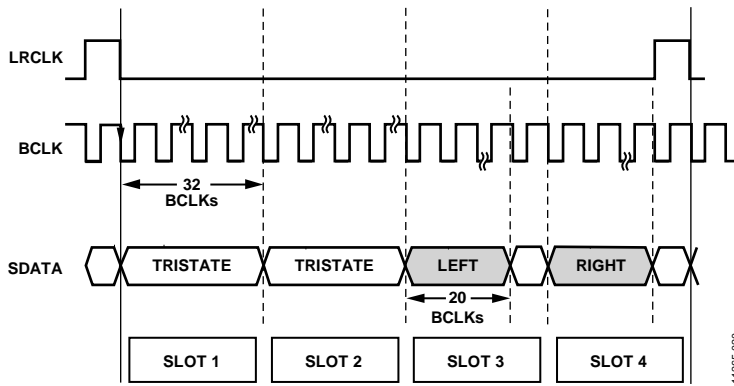 LRCLK
BCLK
32
BCLKs
SDATA
TRISTATE TRISTATE LEFT RIGHT
20
BCLKs
SLOT 1 SLOT 2 SLOT 3 SLOT 4